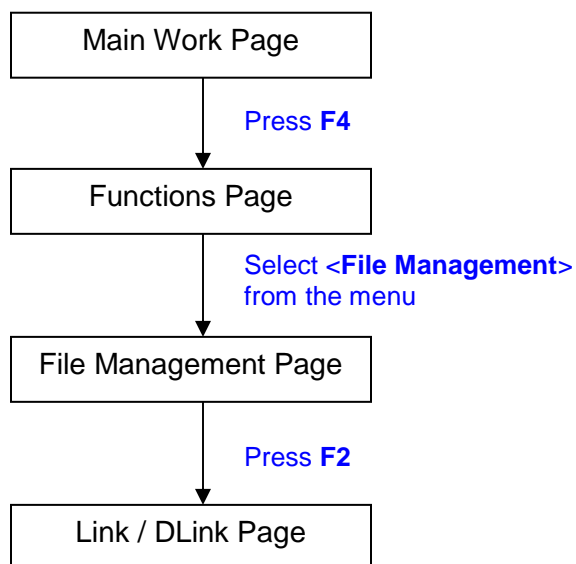 Main Work Page
Press F4
Functions Page
Select <File Management>
from the menu
File Management Page
Press F2
Link / DLink Page